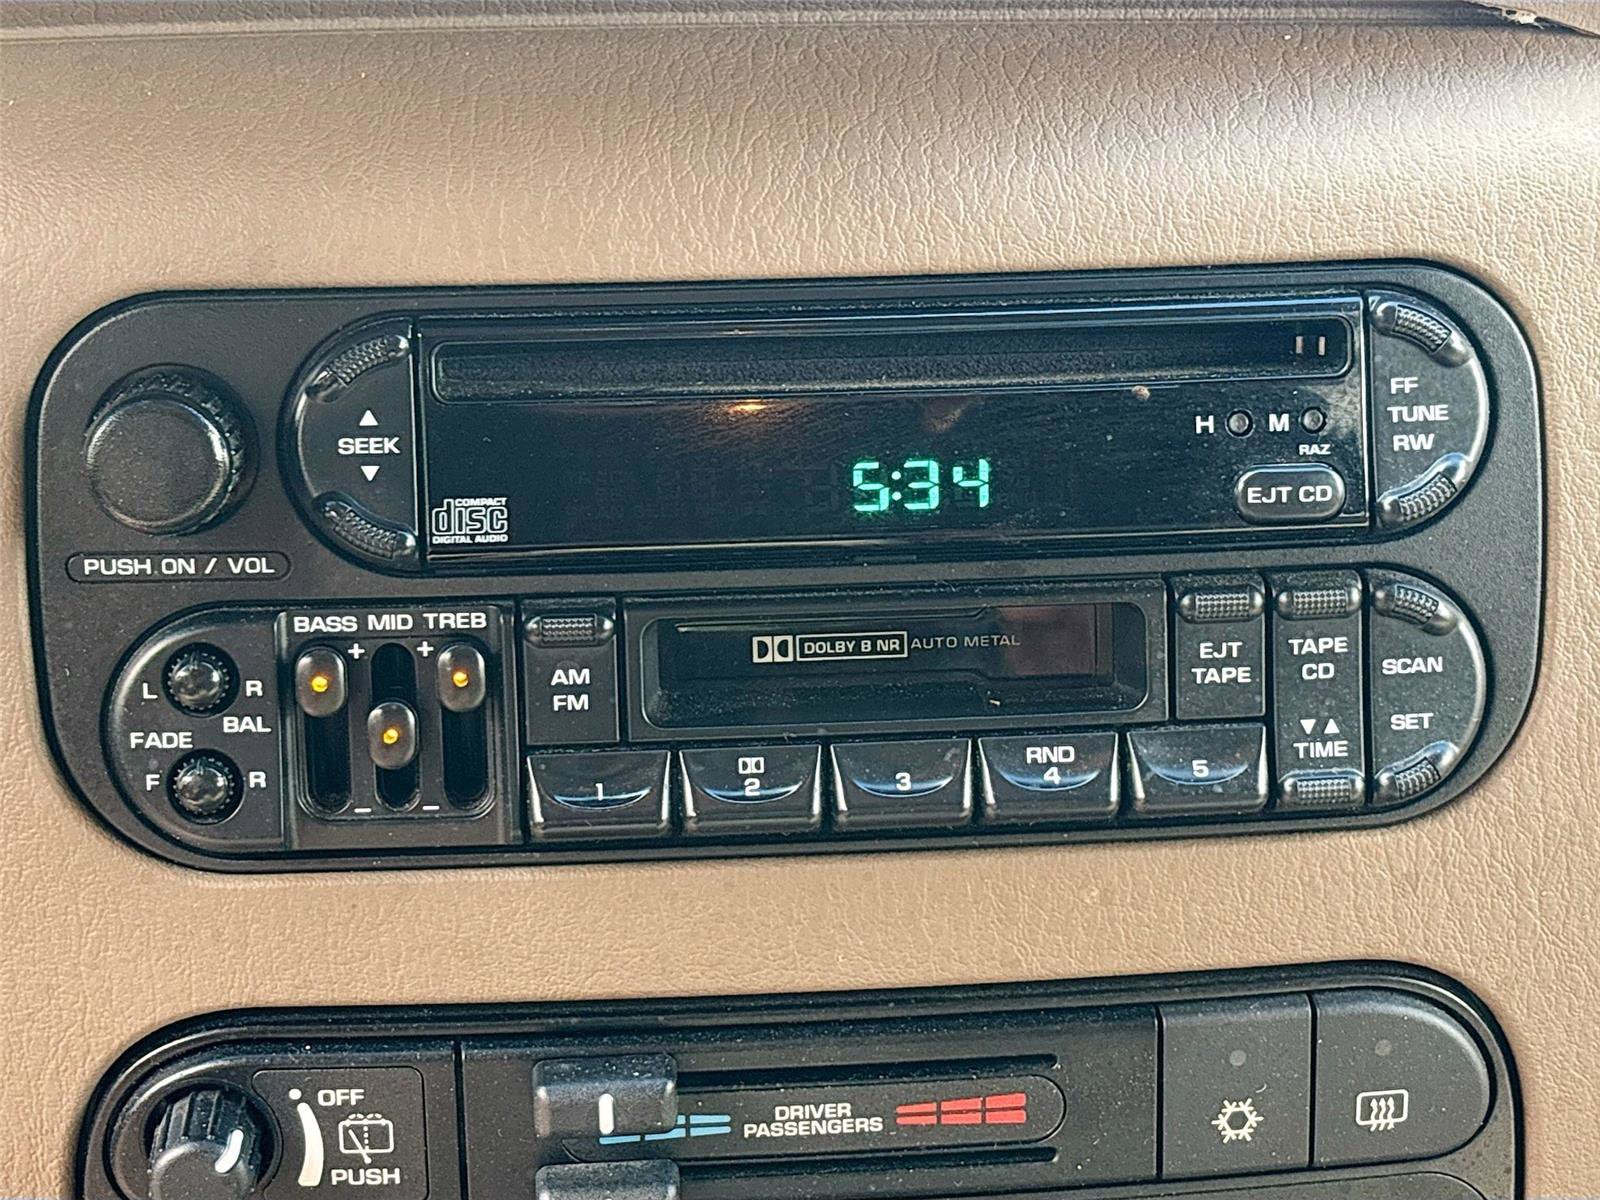 ▲
SEEK
▼
COMPACT
disc
DIGITAL AUDIO
5:34
H M
RAZ
EJT CD
FF
TUNE
RW
PUSH ON / VOL
BASS MID TREB
+ +
- -
L R
BAL
FADE
F R
AM
FM
DOLBY B NR AUTO METAL
EJT
TAPE
TAPE
CD
▼▲
TIME
SCAN
SET
1
2
3
RND
4
5
OFF
PUSH
DRIVER
PASSENGERS